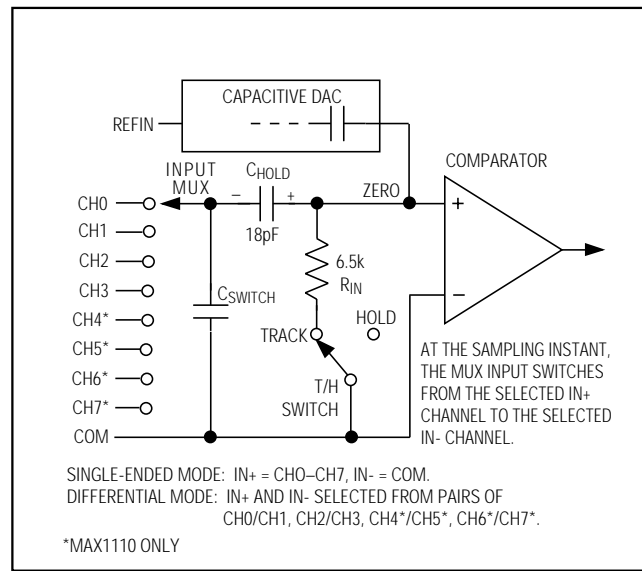 CAPACITIVE DAC
REFIN
COMPARATOR
INPUT
MUX
CHOLD
ZERO
– +
+
CH0
18pF
CH1
6.5k
CH2
RIN
CH3
CSWITCH
–
HOLD
CH4*
TRACK
CH5*
T/H
SWITCH
CH6*
CH7*
COM
AT THE SAMPLING INSTANT,
THE MUX INPUT SWITCHES
FROM THE SELECTED IN+
CHANNEL TO THE SELECTED
IN- CHANNEL.
SINGLE-ENDED MODE: IN+ = CHO–CH7, IN- = COM.
DIFFERENTIAL MODE: IN+ AND IN- SELECTED FROM PAIRS OF
CH0/CH1, CH2/CH3, CH4*/CH5*, CH6*/CH7*.
*MAX1110 ONLY